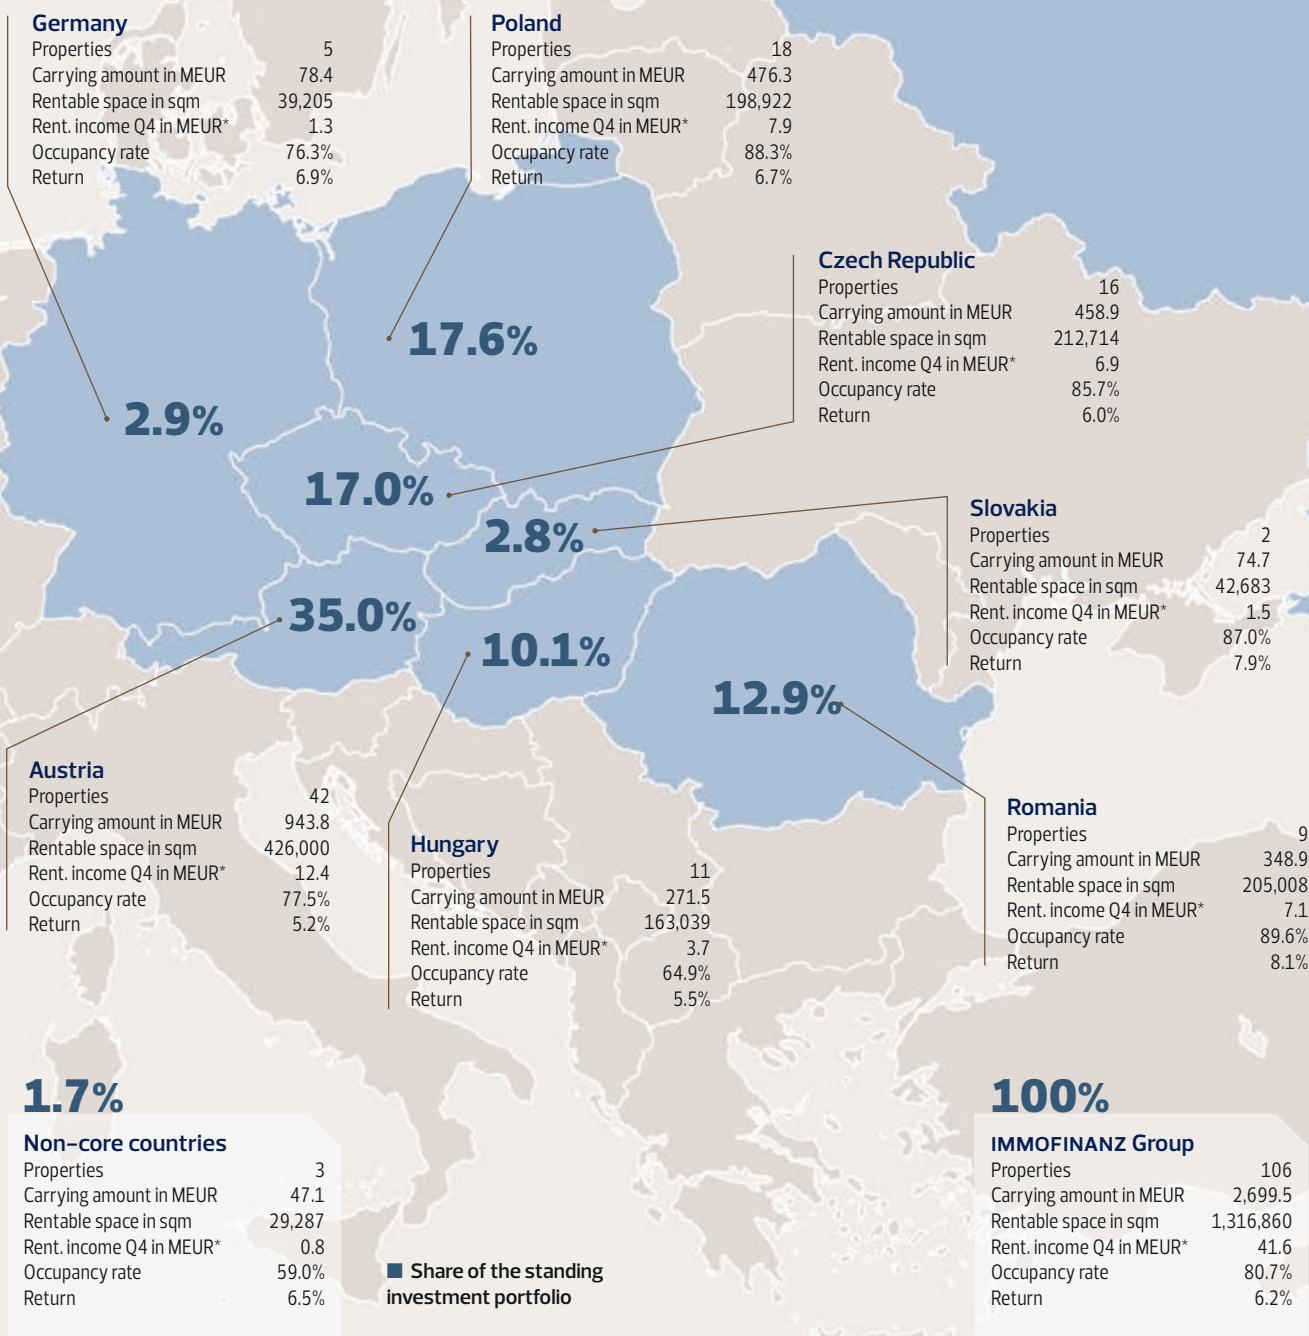 Germany
Properties 5
Carrying amount in MEUR 78.4
Rentable space in sqm 39,205
Rent. income Q4 in MEUR* 1.3
Occupancy rate 76.3%
Return 6.9%
Poland
Properties 18
Carrying amount in MEUR 476.3
Rentable space in sqm 198,922
Rent. income Q4 in MEUR* 7.9
Occupancy rate 88.3%
Return 6.7%
Czech Republic
Properties 16
Carrying amount in MEUR 458.9
Rentable space in sqm 212,714
Rent. income Q4 in MEUR* 6.9
Occupancy rate 85.7%
Return 6.0%
17.6%
2.9%
17.0%
2.8%
35.0%
10.1%
12.9%
Slovakia
Properties 2
Carrying amount in MEUR 74.7
Rentable space in sqm 42,683
Rent. income Q4 in MEUR* 1.5
Occupancy rate 87.0%
Return 7.9%
Austria
Properties 42
Carrying amount in MEUR 943.8
Rentable space in sqm 426,000
Rent. income Q4 in MEUR* 12.4
Occupancy rate 77.5%
Return 5.2%
Hungary
Properties 11
Carrying amount in MEUR 271.5
Rentable space in sqm 163,039
Rent. income Q4 in MEUR* 3.7
Occupancy rate 64.9%
Return 5.5%
Romania
Properties 9
Carrying amount in MEUR 348.9
Rentable space in sqm 205,008
Rent. income Q4 in MEUR* 7.1
Occupancy rate 89.6%
Return 8.1%
1.7%
Non-core countries
Properties 3
Carrying amount in MEUR 47.1
Rentable space in sqm 29,287
Rent. income Q4 in MEUR* 0.8
Occupancy rate 59.0%
Return 6.5%
Share of the standing
investment portfolio
100%
IMMOFINANZ Group
Properties 106
Carrying amount in MEUR 2,699.5
Rentable space in sqm 1,316,860
Rent. income Q4 in MEUR* 41.6
Occupancy rate 80.7%
Return 6.2%